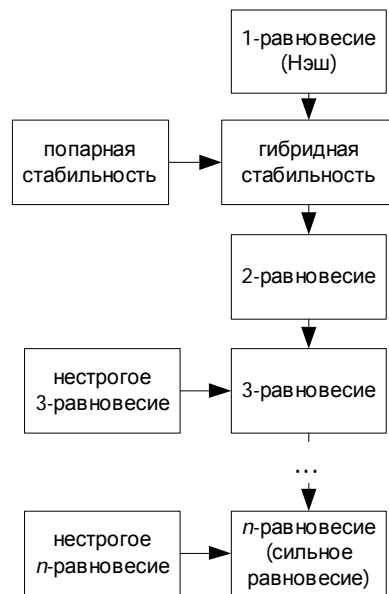 1-равновесие
(Нэш)
попарная
стабильность
гибридная
стабильность
2-равновесие
нестрогое
3-равновесие
3-равновесие
...
нестрогое
n-равновесие
n-равновесие
(сильное
равновесие)